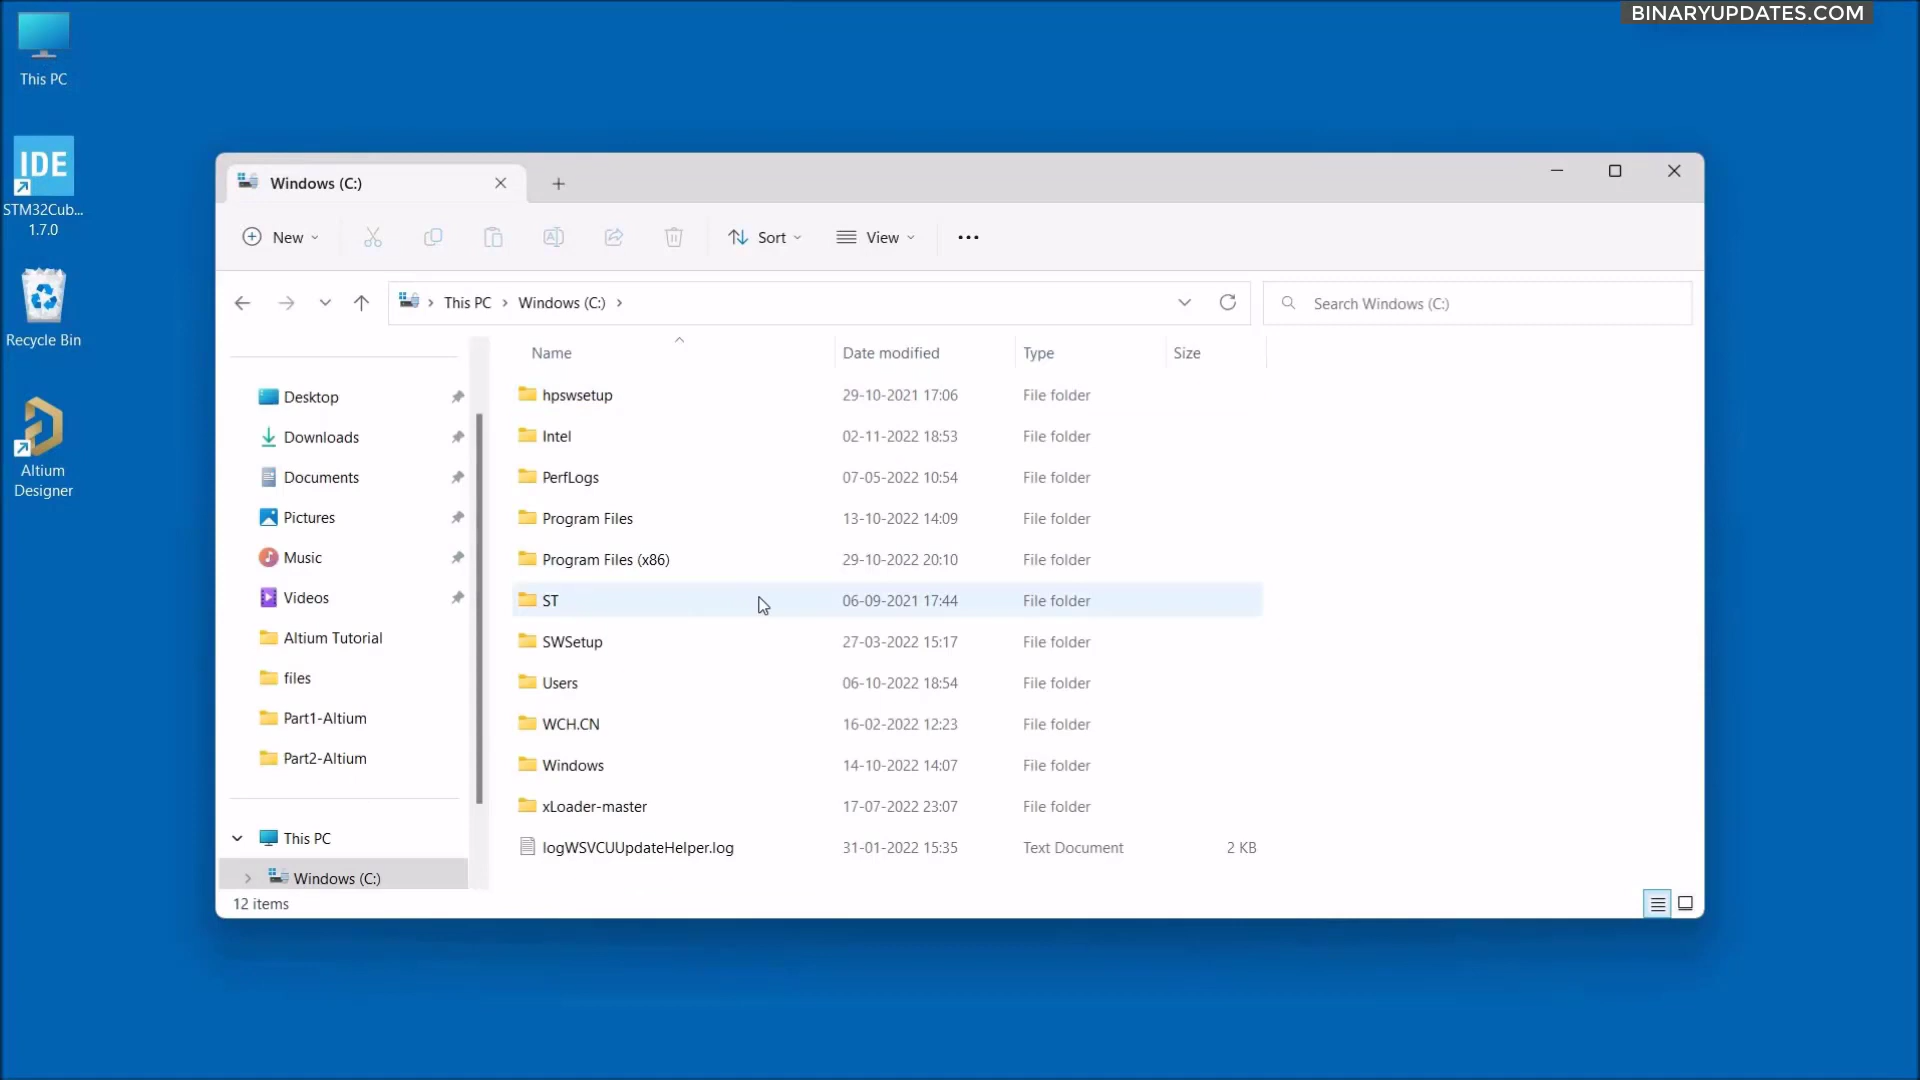 BINARYUPDATES.COM
This PC
IDE
STM32Cub...
1.7.0
Recycle Bin
Altium
Designer
Windows (C:)
New
Sort
View
This PC > Windows (C:) >
Search Windows (C:)
Name Date modified Type Size
Desktop
Downloads
Documents
Pictures
Music
Videos
Altium Tutorial
files
Part1-Altium
Part2-Altium
This PC
Windows (C:)
hpswsetup 29-10-2021 17:06 File folder
Intel 02-11-2022 18:53 File folder
PerfLogs 07-05-2022 10:54 File folder
Program Files 13-10-2022 14:09 File folder
Program Files (x86) 29-10-2022 20:10 File folder
ST 06-09-2021 17:44 File folder
SWSetup 27-03-2022 15:17 File folder
Users 06-10-2022 18:54 File folder
WCH.CN 16-02-2022 12:23 File folder
Windows 14-10-2022 14:07 File folder
xLoader-master 17-07-2022 23:07 File folder
logWSVCUUpdateHelper.log 31-01-2022 15:35 Text Document 2 KB
12 items